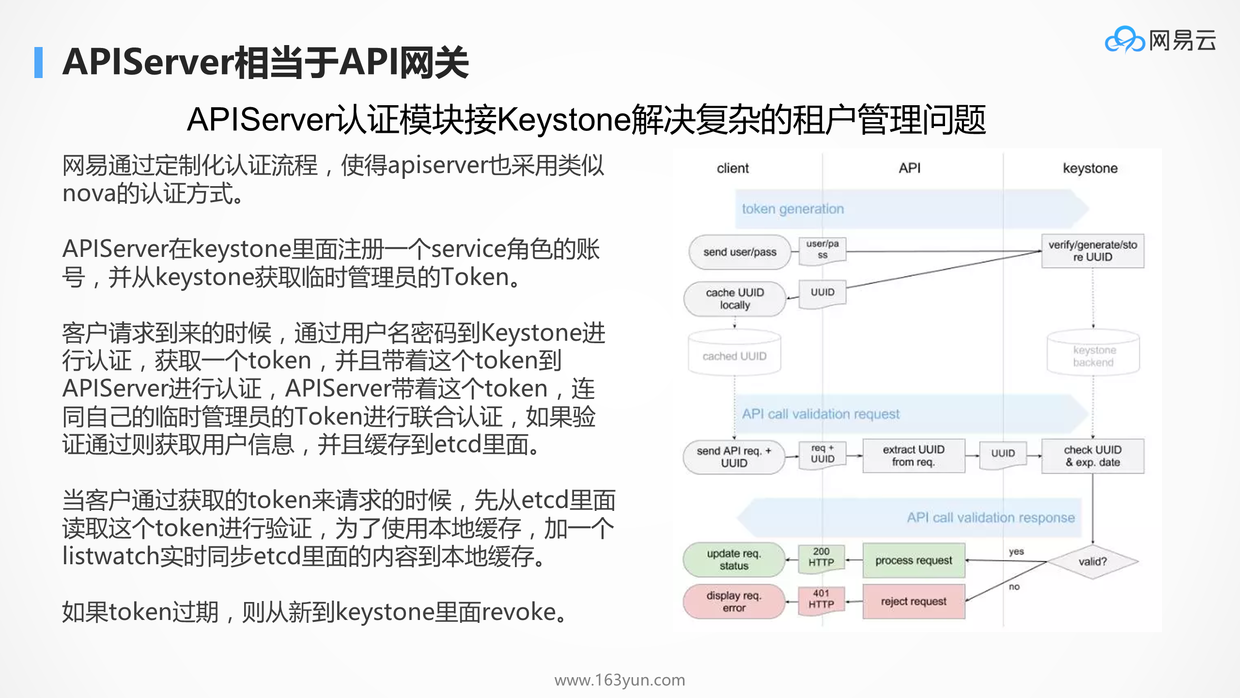 APIServer相当于API网关
网易云
APIServer认证模块接Keystone解决复杂的租户管理问题
网易通过定制化认证流程，使得apiserver也采用类似
nova的认证方式。
APIServer在keystone里面注册一个service角色的账
号，并从keystone获取临时管理员的Token。
客户请求到来的时候，通过用户名密码到Keystone进
行认证，获取一个token，并且带着这个token到
APIServer进行认证，APIServer带着这个token，连
同自己的临时管理员的Token进行联合认证，如果验
证通过则获取用户信息，并且缓存到etcd里面。
当客户通过获取的token来请求的时候，先从etcd里面
读取这个token进行验证，为了使用本地缓存，加一个
listwatch实时同步etcd里面的内容到本地缓存。
如果token过期，则从新到keystone里面revoke。
client
API
keystone
token generation
send user/pass
user/pa
ss
verify/generate/sto
re UUID
cache UUID
locally
UUID
cached UUID
keystone
backend
API call validation request
send API req. +
UUID
req +
UUID
extract UUID
from req.
UUID
check UUID
& exp. date
API call validation response
update req.
status
200
HTTP
process request
yes
valid?
no
display req.
error
401
HTTP
reject request
www.163yun.com